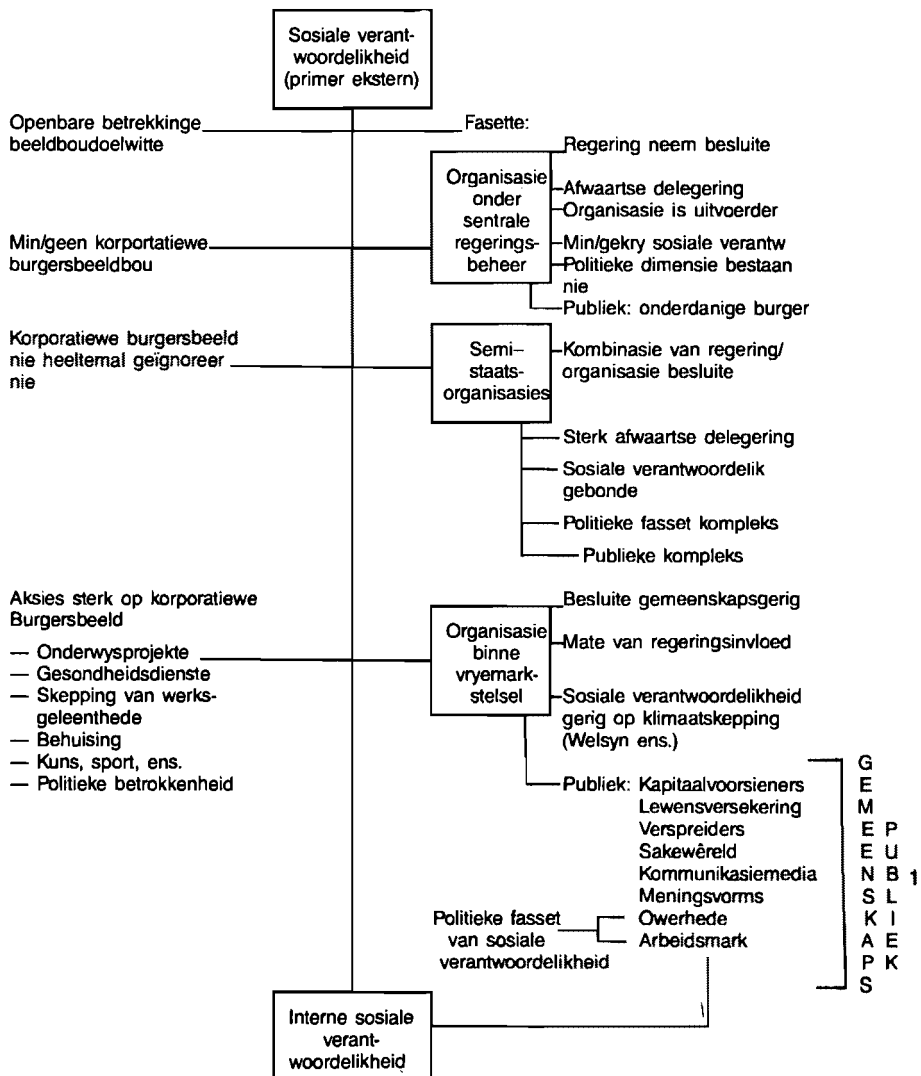 Sosiale verant-
woordelikheid
(primer ekstern)
Openbare betrekkinge
beeldboudoelwitte
Fasette:
Organisasie
onder
sentrale
regerings-
beheer
Regering neem besluite
Afwaartse delegering
Organisasie is uitvoerder
Min/gekry sosiale verantw
Politieke dimensie bestaan
nie
Publiek: onderdanige burger
Min/geen korportatiewe
burgersbeeldbou
Korporatiewe burgersbeeld
nie heeltemal geïgnoreer
nie
Semi-
staats-
organisasies
Kombinasie van regering/
organisasie besluite
Sterk afwaartse delegering
Sosiale verantwoordelik
gebonde
Politieke fasset kompleks
Publieke kompleks
Aksies sterk op korporatiewe
Burgersbeeld
— Onderwysprojekte
— Gesondheidsdienste
— Skepping van werks-
geleenthede
— Behuising
— Kuns, sport, ens.
— Politieke betrokkenheid
Organisasie
binne
vryemark-
stelsel
Besluite gemeenskapsgerig
Mate van regeringsinvloed
Sosiale verantwoordelikheid
gerig op klimaatskepping
(Welsyn ens.)
Publiek: Kapitaalvoorsieners
Lewensversekering
Verspreiders
Sakewêreld
Kommunikasiemedia
Meningsvorms
Owerhede
Arbeidsmark
Politieke fasset
van sosiale
verantwoordelikheid
G
E
M
E P
E U
N B 1
S L
K I
A E
P K
S
Interne sosiale
verant-
woordelikheid